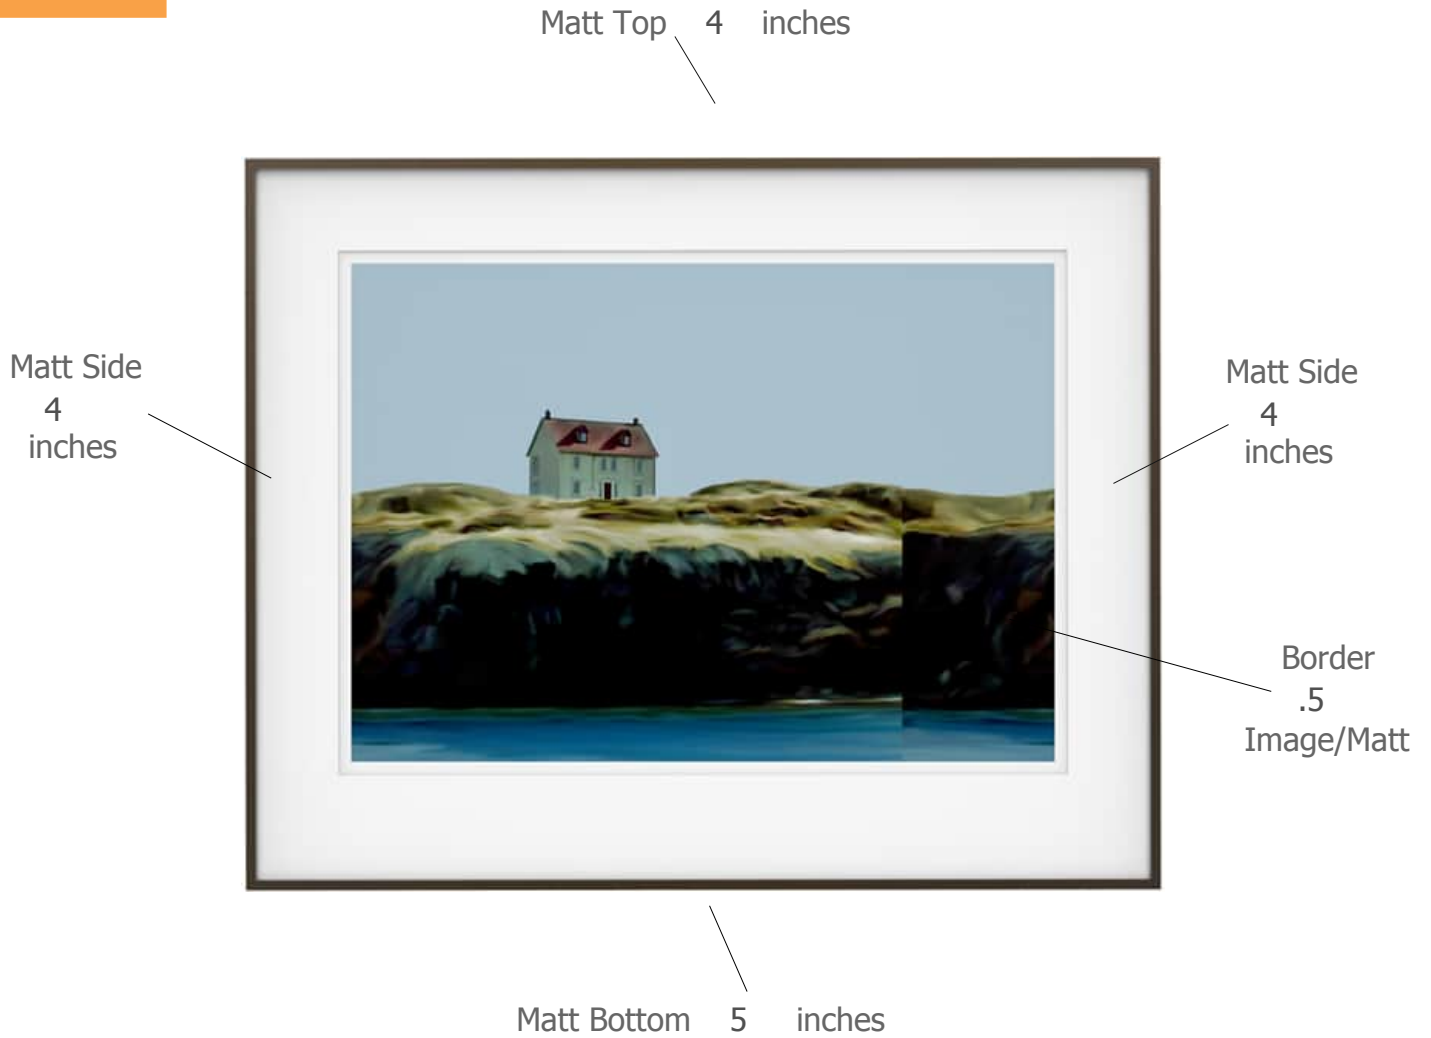 Matt Top 4 inches
Matt Side
4
inches
Matt Side
4
inches
Border
.5
Image/Matt
Matt Bottom 5 inches